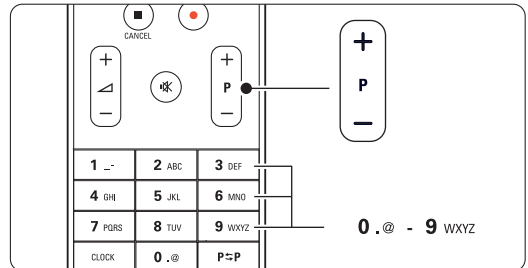 CANCEL
+ + +
P P
− − −
1 _- 2 ABC 3 DEF
4 GHI 5 JKL 6 MNO
7 PQRS 8 TUV 9 WXYZ 0 .@ - 9 WXYZ
CLOCK 0 .@ P⇆P